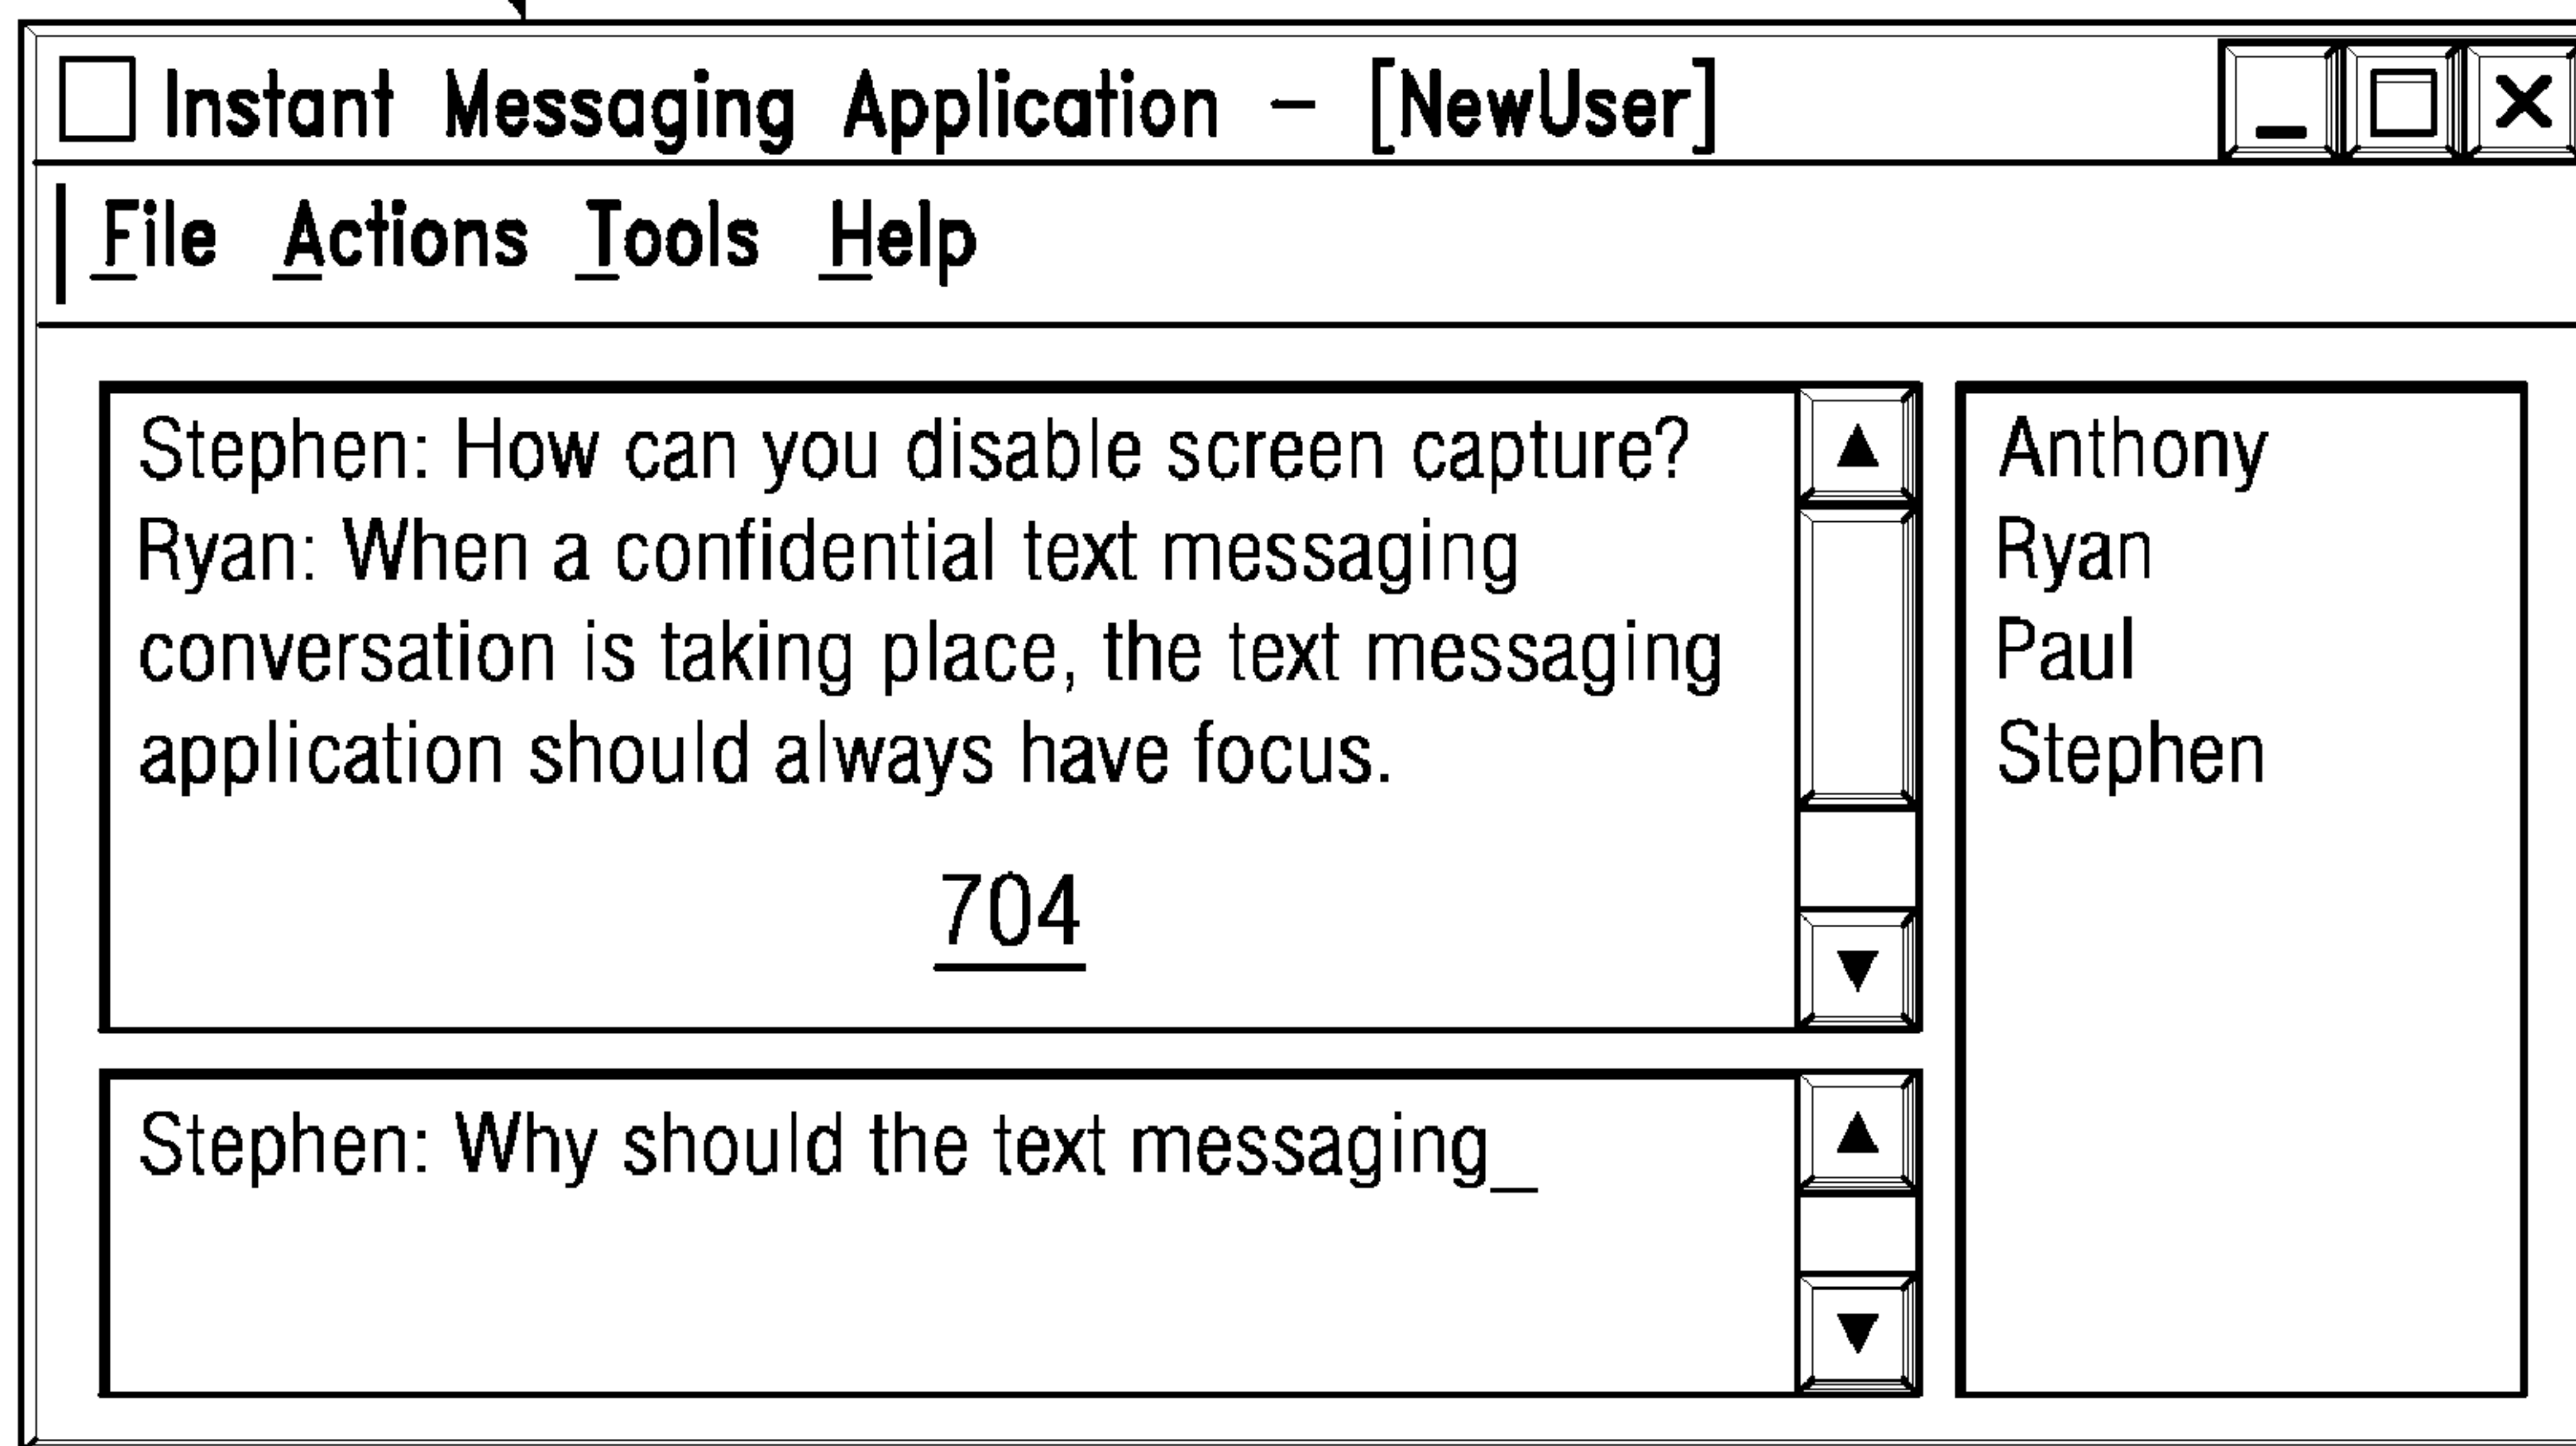 Instant Messaging Application – [NewUser]
File Actions Tools Help
Stephen: How can you disable screen capture?
Ryan: When a confidential text messaging
conversation is taking place, the text messaging
application should always have focus.
704
Stephen: Why should the text messaging_
Anthony
Ryan
Paul
Stephen